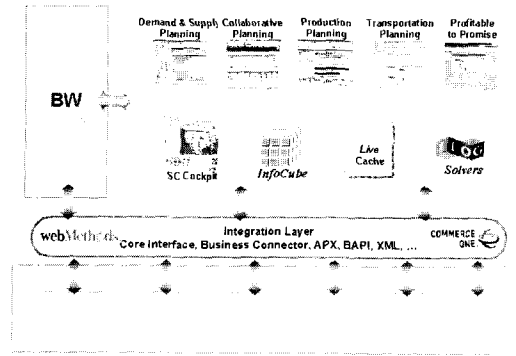 Demand & Supply Planning
Collaborative Planning
Production Planning
Transportation Planning
Profitable to Promise
BW
SC Cockpit
InfoCube
Live Cache
Solvers
webMethods
Integration Layer
Core Interface, Business Connector, APX, BAPI, XML, ...
COMMERCE ONE